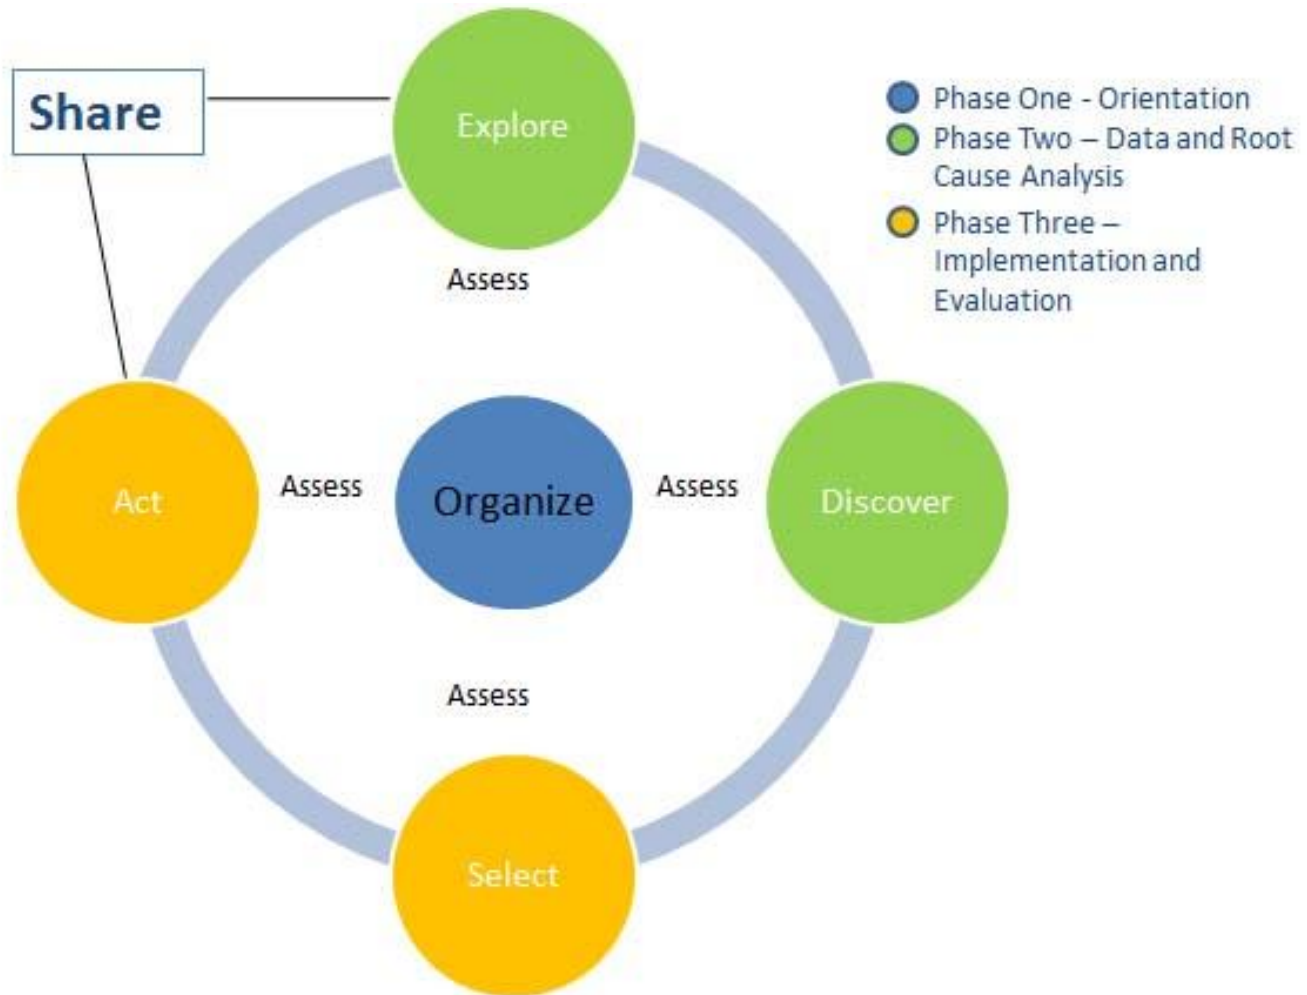 Share
Explore
Phase One - Orientation
Phase Two – Data and Root
Cause Analysis
Phase Three –
Implementation and
Evaluation
Assess
Act
Assess
Organize
Assess
Discover
Assess
Select